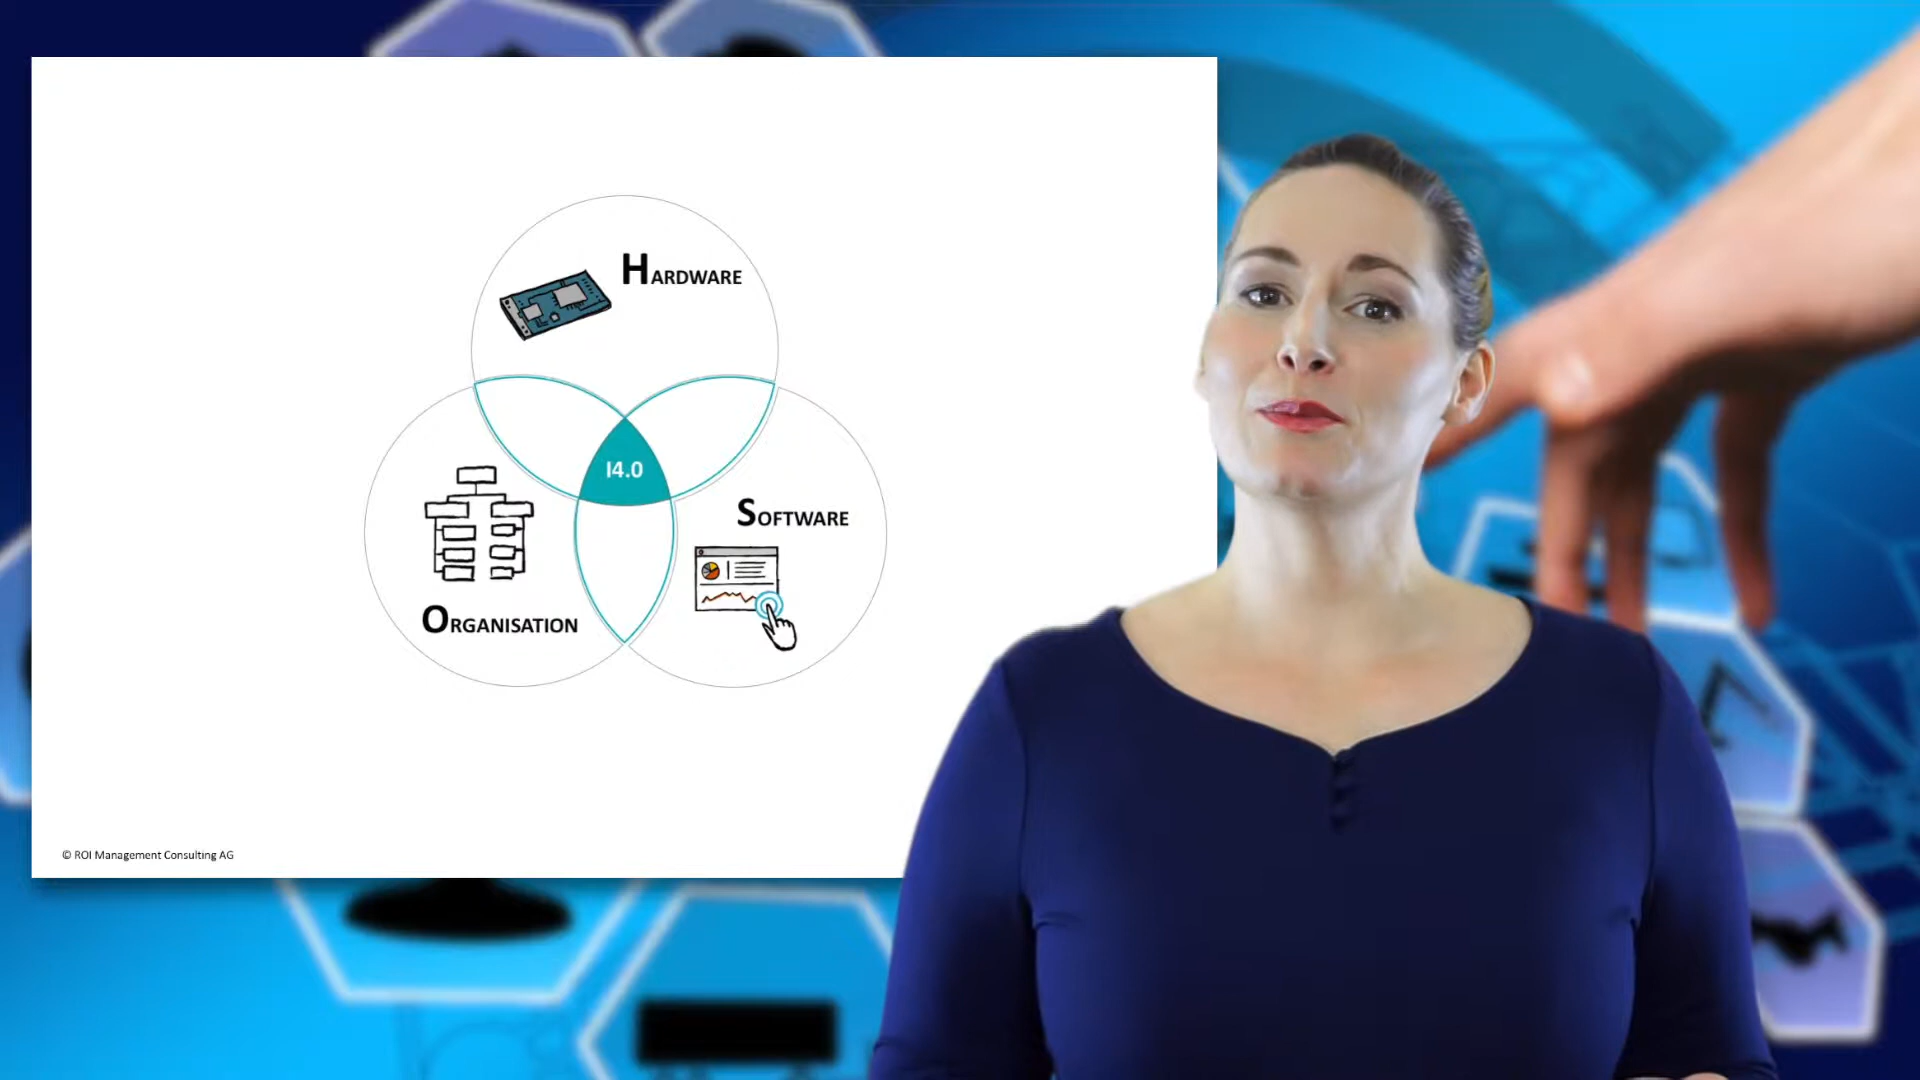 HARDWARE
I4.0
SOFTWARE
ORGANISATION
© ROI Management Consulting AG